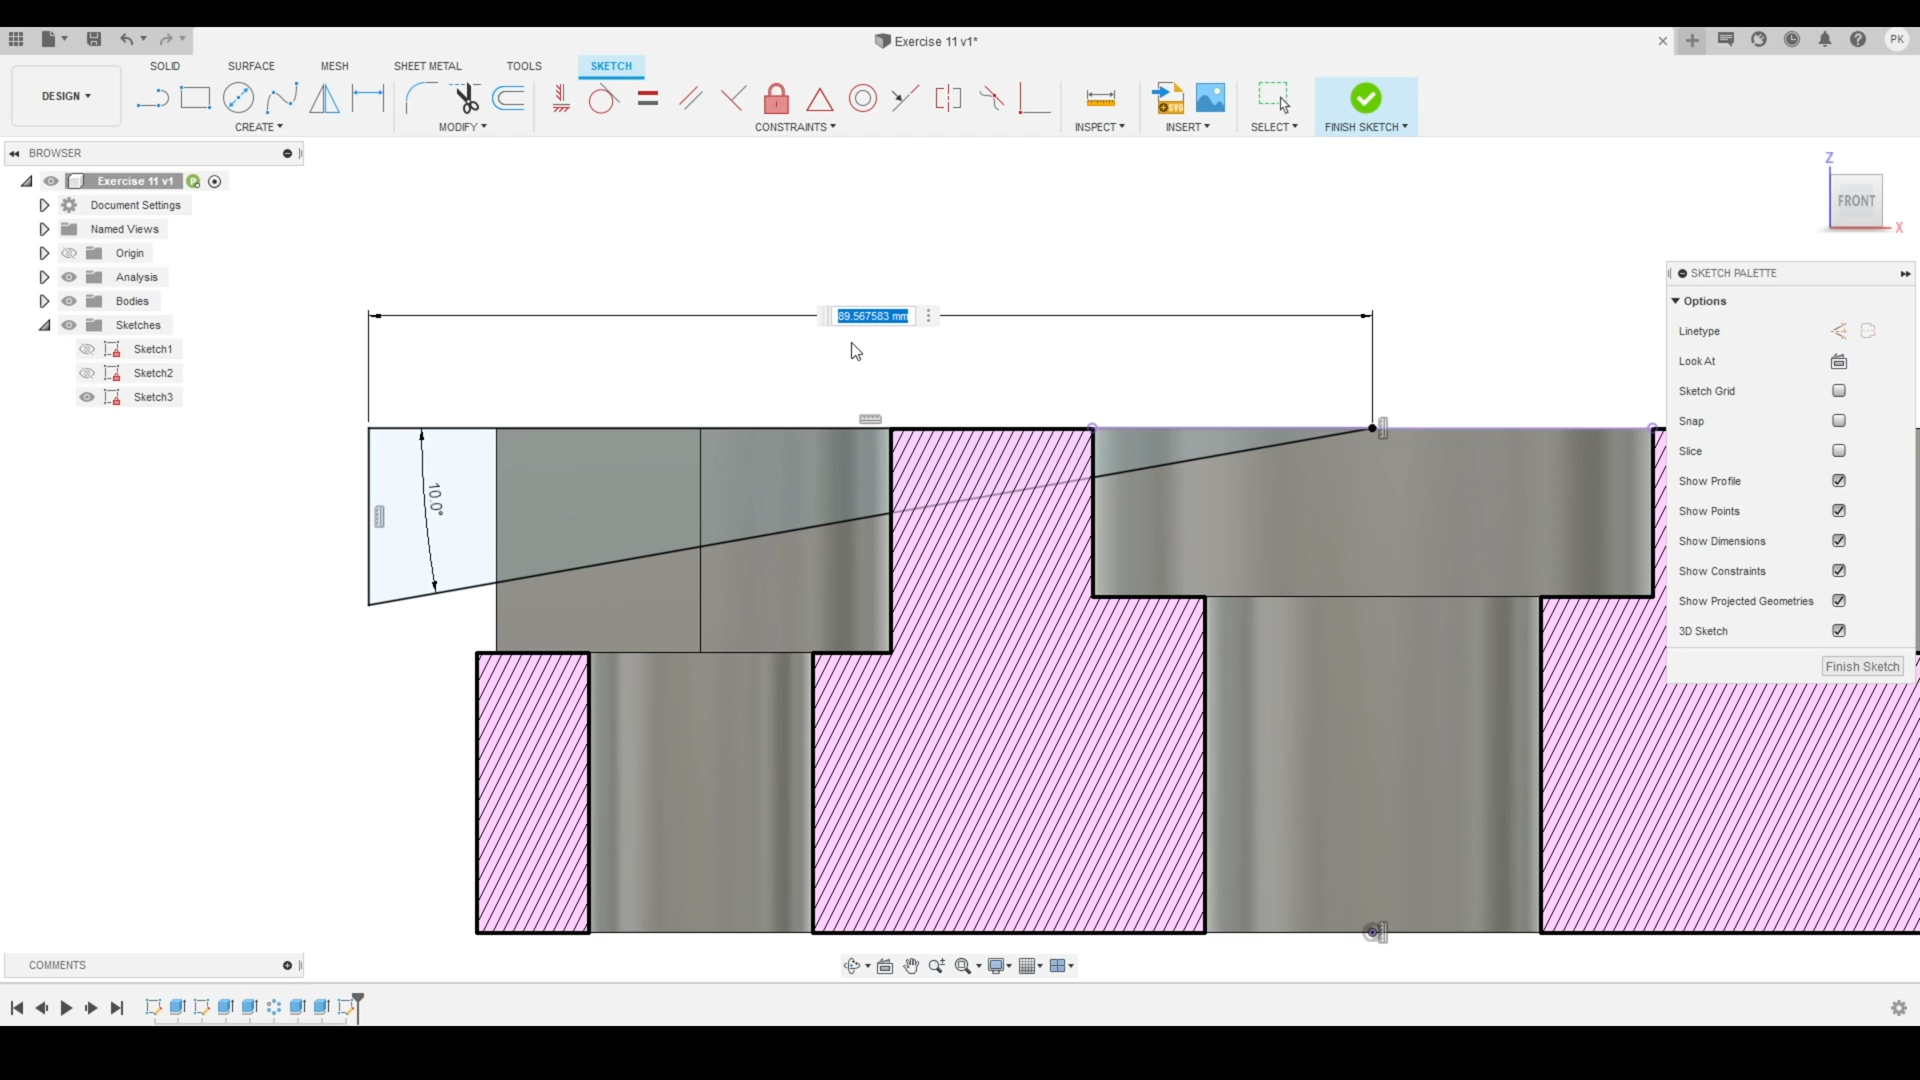 Exercise 11 v1*
PK
DESIGN
SOLID
SURFACE
MESH
SHEET METAL
TOOLS
SKETCH
CREATE
MODIFY
CONSTRAINTS
INSPECT
INSERT
SELECT
FINISH SKETCH
SVG
BROWSER
Exercise 11 v1
Document Settings
Named Views
Origin
Analysis
Bodies
Sketches
Sketch1
Sketch2
Sketch3
89.567583 mm
10.0°
Z
FRONT
X
SKETCH PALETTE
Options
Linetype
Look At
Sketch Grid
Snap
Slice
Show Profile
Show Points
Show Dimensions
Show Constraints
Show Projected Geometries
3D Sketch
Finish Sketch
COMMENTS